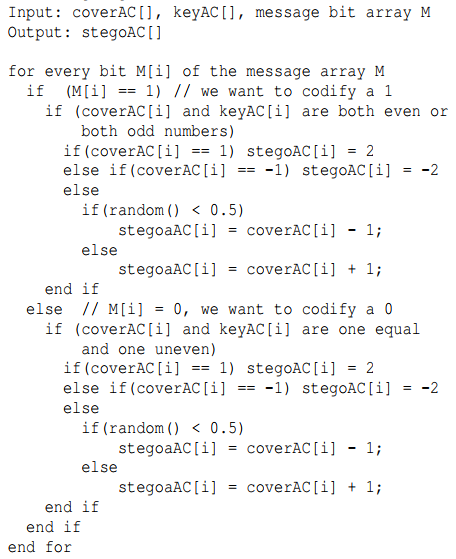 Input: coverAC[], keyAC[], message bit array M
Output: stegoAC[]
for every bit M[i] of the message array M
if (M[i] == 1) // we want to codify a 1
if (coverAC[i] and keyAC[i] are both even or
both odd numbers)
if(coverAC[i] == 1) stegoAC[i] = 2
else if(coverAC[i] == -1) stegoAC[i] = -2
else
if(random() < 0.5)
stegoaAC[i] = coverAC[i] - 1;
else
stegoaAC[i] = coverAC[i] + 1;
end if
else // M[i] = 0, we want to codify a 0
if (coverAC[i] and keyAC[i] are one equal
and one uneven)
if(coverAC[i] == 1) stegoAC[i] = 2
else if(coverAC[i] == -1) stegoAC[i] = -2
else
if(random() < 0.5)
stegoaAC[i] = coverAC[i] - 1;
else
stegoaAC[i] = coverAC[i] + 1;
end if
end if
end for